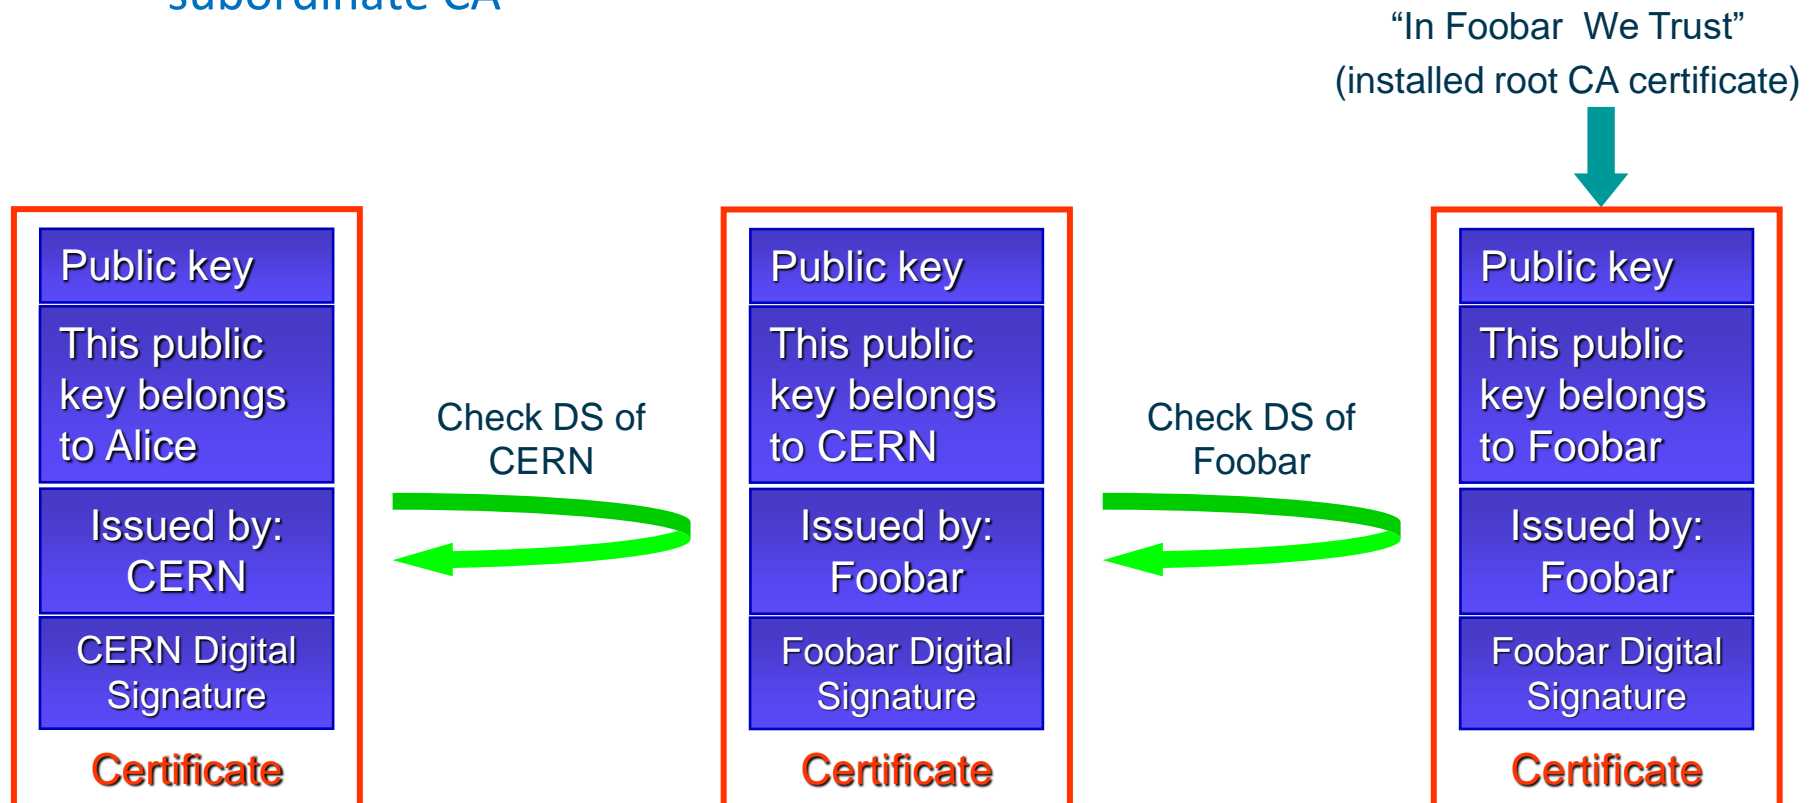 subordinate CA
“In Foobar We Trust”
(installed root CA certificate)
Public key
This public
key belongs
to Alice
Issued by:
CERN
CERN Digital
Signature
Certificate
Check DS of
CERN
Public key
This public
key belongs
to CERN
Issued by:
Foobar
Foobar Digital
Signature
Certificate
Check DS of
Foobar
Public key
This public
key belongs
to Foobar
Issued by:
Foobar
Foobar Digital
Signature
Certificate